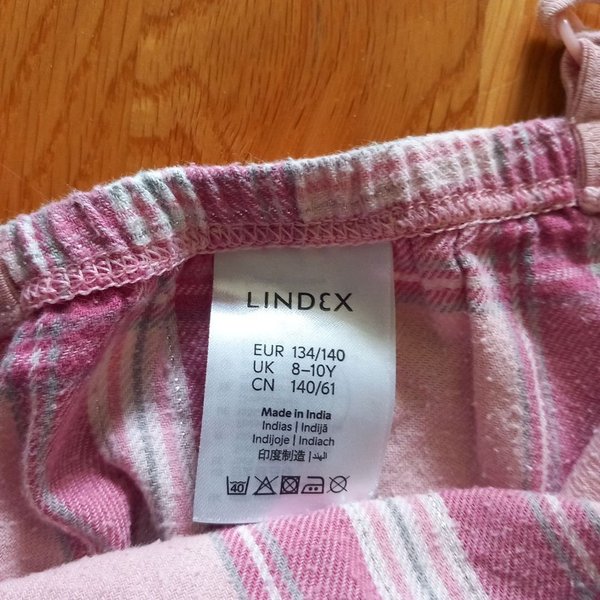 LINDEX
EUR 134/140
UK 8–10Y
CN 140/61
Made in India
Indias | Indijā
Indijoje | Indiach
印度制造 | الهند
40